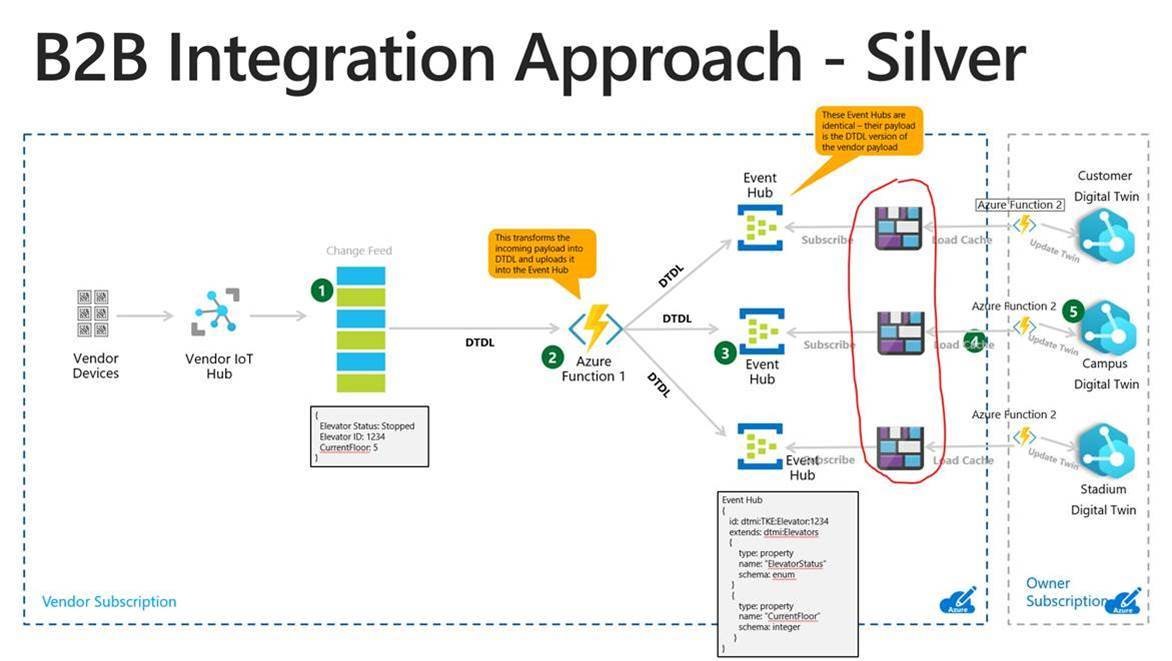 B2B Integration Approach - Silver
These Event Hubs are
identical – their payload
is the DTDL version of
the vendor payload
Event
Hub
Customer
Digital Twin
Azure Function 2
Subscribe
Load Cache
Update Twin
Change Feed
This transforms the
incoming payload into
DTDL and uploads it
into the Event Hub
1
DTDL
DTDL
DTDL
DTDL
2
Azure
Function 1
3
Event
Hub
Azure Function 2
Subscribe
Load Cache
4
5
Update Twin
Campus
Digital Twin
Vendor
Devices
Vendor IoT
Hub
{
Elevator Status: Stopped
Elevator ID: 1234
CurrentFloor: 5
}
Azure Function 2
Event
Hub
Subscribe
Load Cache
Update Twin
Stadium
Digital Twin
Event Hub
{
id: dtmi:TKE:Elevator:1234
extends: dtmi:Elevators
{
type: property
name: "ElevatorStatus"
schema: enum
}
{
type: property
name: "CurrentFloor"
schema: integer
}
}
Vendor Subscription
Azure
Owner
Subscription
Azure